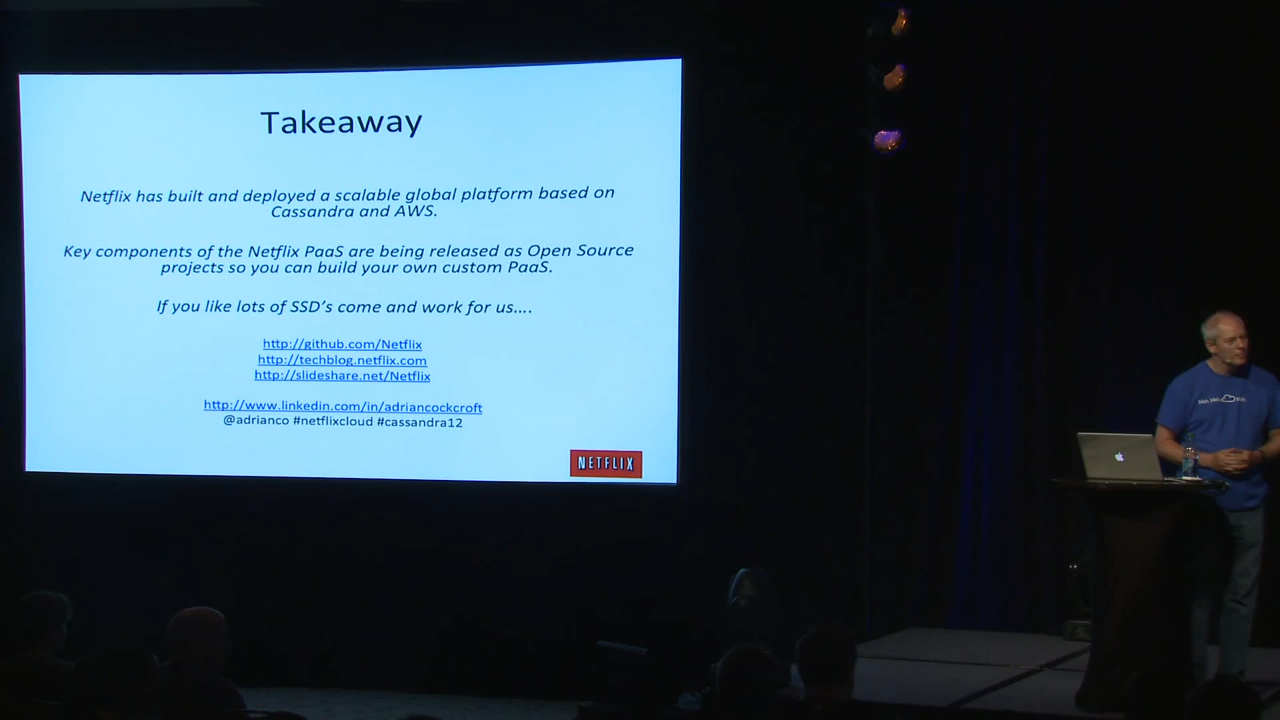 Takeaway
Netflix has built and deployed a scalable global platform based on
Cassandra and AWS.
Key components of the Netflix PaaS are being released as Open Source
projects so you can build your own custom PaaS.
If you like lots of SSD's come and work for us….
http://github.com/Netflix
http://techblog.netflix.com
http://slideshare.net/Netflix
http://www.linkedin.com/in/adriancockcroft
@adrianco #netflixcloud #cassandra12
NETFLIX